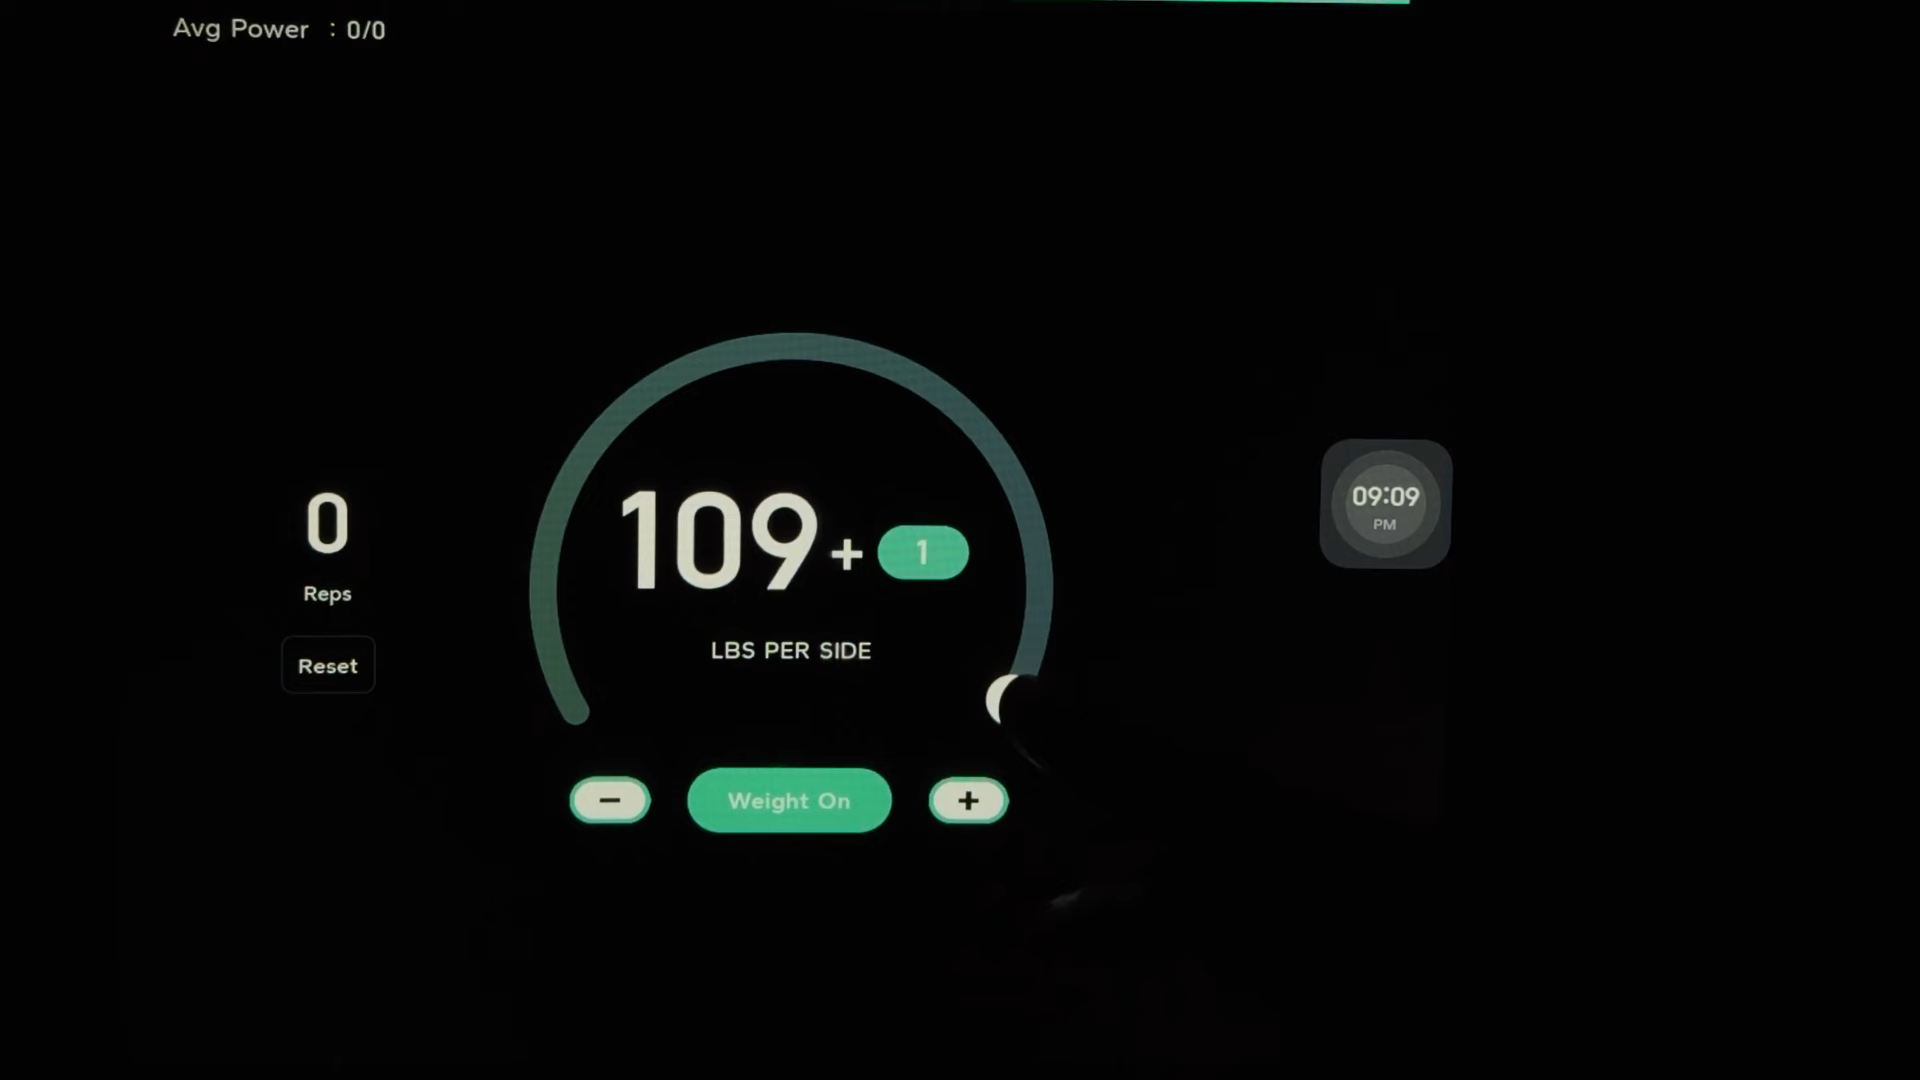 Avg Power : 0/0
0
Reps
Reset
109+ 1
LBS PER SIDE
− Weight On +
09:09
PM